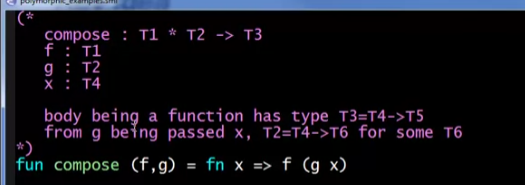 polymorphic_examples.sml
(*
compose : T1 * T2 -> T3
f : T1
g : T2
x : T4
body being a function has type T3=T4->T5
from g being passed x, T2=T4->T6 for some T6
*)
fun compose (f,g) = fn x => f (g x)